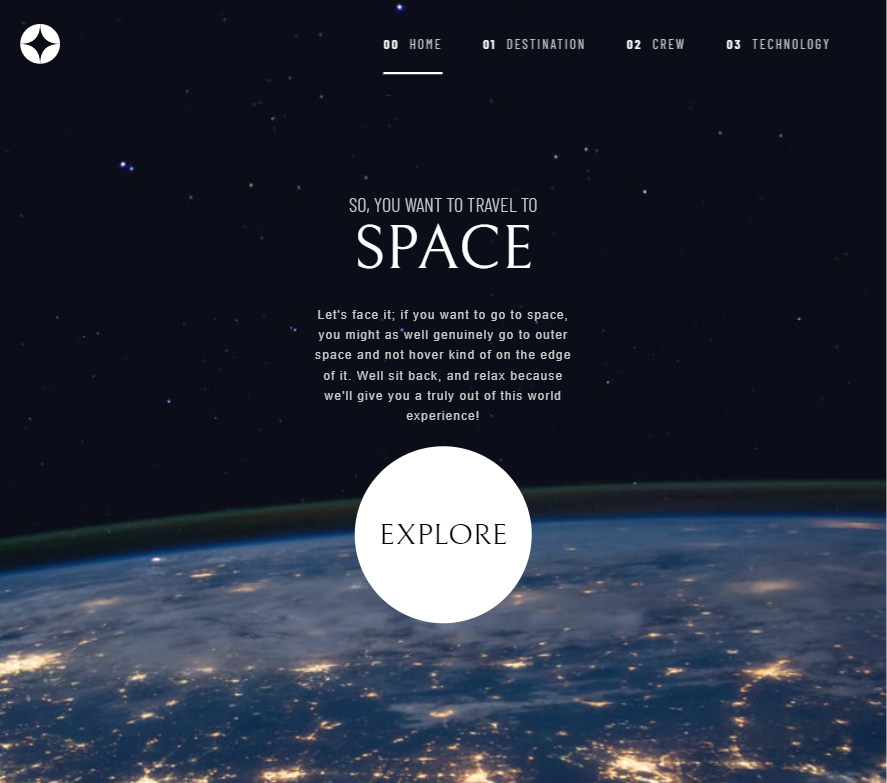 00 HOME 01 DESTINATION 02 CREW 03 TECHNOLOGY
SO, YOU WANT TO TRAVEL TO
SPACE
Let's face it; if you want to go to space,
you might as well genuinely go to outer
space and not hover kind of on the edge
of it. Well sit back, and relax because
we'll give you a truly out of this world
experience!
EXPLORE